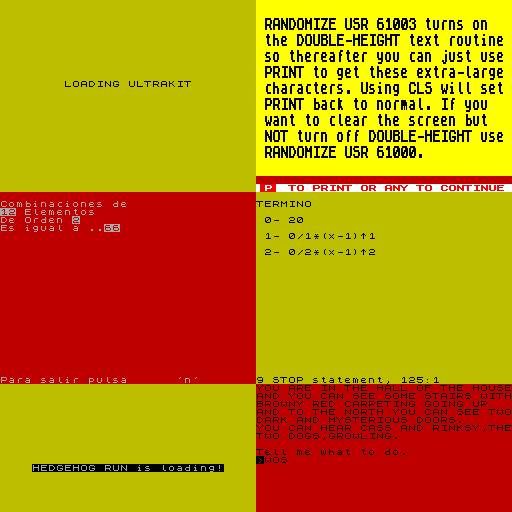 LOADING ULTRAKIT
RANDOMIZE USR 61003 turns on
the DOUBLE-HEIGHT text routine
so thereafter you can just use
PRINT to get these extra-large
characters. Using CLS will set
PRINT back to normal. If you
want to clear the screen but
NOT turn off DOUBLE-HEIGHT use
RANDOMIZE USR 61000.
P TO PRINT OR ANY TO CONTINUE
Combinaciones de
12 Elementos
De Orden 2
Es igual a ..66
Para salir pulsa ´n´
TERMINO
0- 20
1- 0/1*(x-1)↑1
2- 0/2*(x-1)↑2
9 STOP statement, 125:1
HEDGEHOG RUN is loading!
YOU ARE IN THE HALL OF THE HOUSE
AND YOU CAN SEE SOME STAIRS WITH
BROWNY RED CARPETING GOING UP
AND TO THE NORTH YOU CAN SEE TWO
DARK AND MYSTERIOUS DOORS.
YOU CAN HEAR CASS AND RINKSY,THE
TWO DOGS,GROWLING.
Tell me what to do.
>WOS